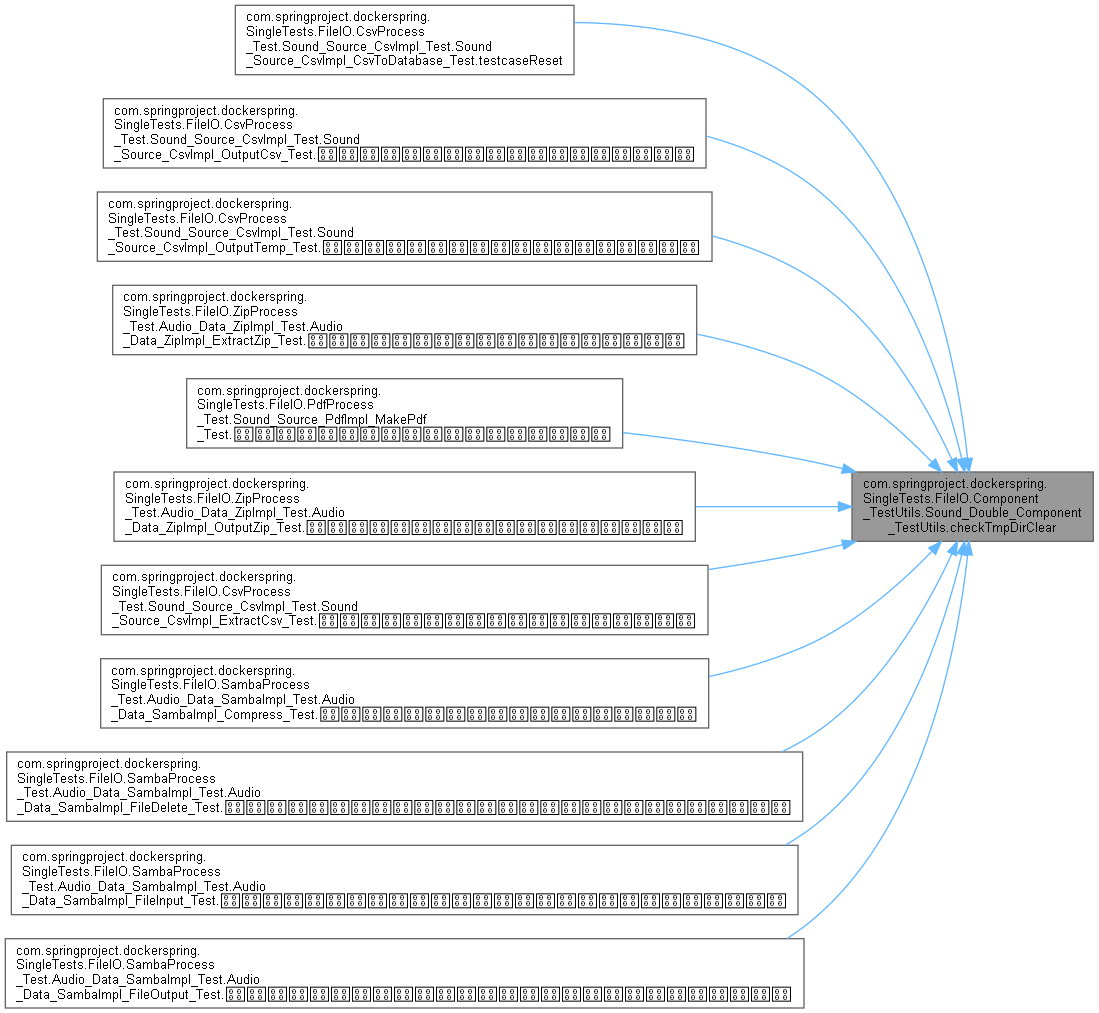 com.springproject.dockerspring.
SingleTests.FileIO.CsvProcess
_Test.Sound_Source_CsvImpl_Test.Sound
_Source_CsvImpl_CsvToDatabase_Test.testcaseReset
com.springproject.dockerspring.
SingleTests.FileIO.CsvProcess
_Test.Sound_Source_CsvImpl_Test.Sound
_Source_CsvImpl_OutputCsv_Test.
com.springproject.dockerspring.
SingleTests.FileIO.CsvProcess
_Test.Sound_Source_CsvImpl_Test.Sound
_Source_CsvImpl_OutputTemp_Test.
com.springproject.dockerspring.
SingleTests.FileIO.ZipProcess
_Test.Audio_Data_ZipImpl_Test.Audio
_Data_ZipImpl_ExtractZip_Test.
com.springproject.dockerspring.
SingleTests.FileIO.PdfProcess
_Test.Sound_Source_PdfImpl_MakePdf
_Test.
com.springproject.dockerspring.
SingleTests.FileIO.Component
_TestUtils.Sound_Double_Component
_TestUtils.checkTmpDirClear
com.springproject.dockerspring.
SingleTests.FileIO.ZipProcess
_Test.Audio_Data_ZipImpl_Test.Audio
_Data_ZipImpl_OutputZip_Test.
com.springproject.dockerspring.
SingleTests.FileIO.CsvProcess
_Test.Sound_Source_CsvImpl_Test.Sound
_Source_CsvImpl_ExtractCsv_Test.
com.springproject.dockerspring.
SingleTests.FileIO.SambaProcess
_Test.Audio_Data_SambaImpl_Test.Audio
_Data_SambaImpl_Compress_Test.
com.springproject.dockerspring.
SingleTests.FileIO.SambaProcess
_Test.Audio_Data_SambaImpl_Test.Audio
_Data_SambaImpl_FileDelete_Test.
com.springproject.dockerspring.
SingleTests.FileIO.SambaProcess
_Test.Audio_Data_SambaImpl_Test.Audio
_Data_SambaImpl_FileInput_Test.
com.springproject.dockerspring.
SingleTests.FileIO.SambaProcess
_Test.Audio_Data_SambaImpl_Test.Audio
_Data_SambaImpl_FileOutput_Test.